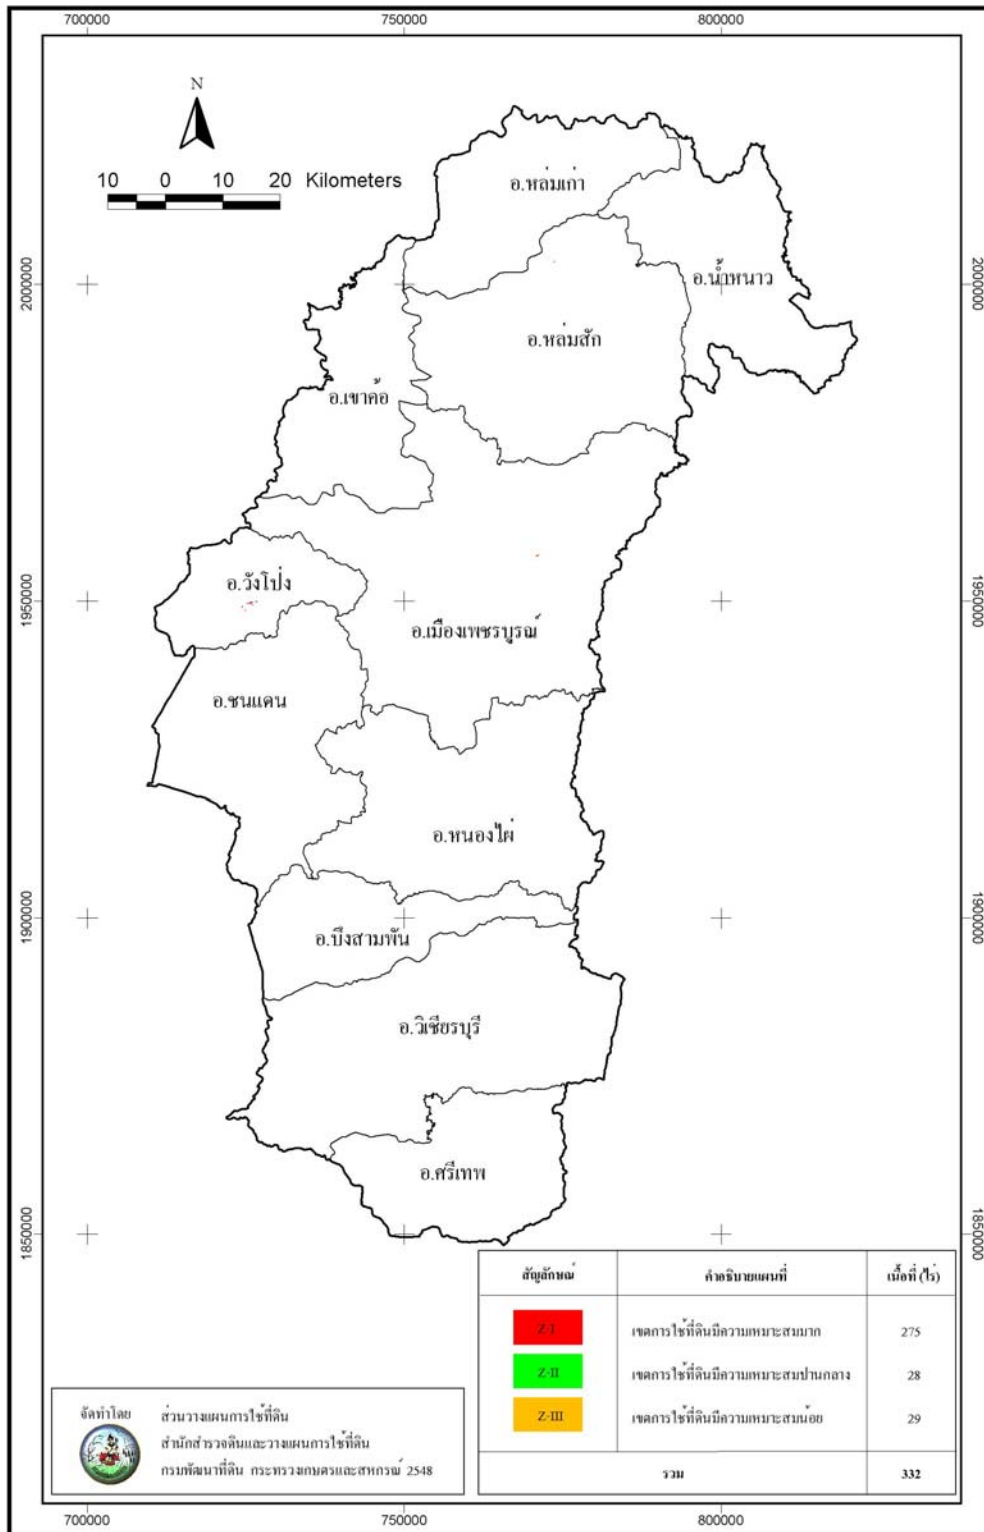 700000 750000 800000
N
10 0 10 20 Kilometers
อ.หล่มเก่า
2000000 อ.น้ำหนาว 2000000
อ.หล่มสัก
อ.เขาค้อ
อ.วังโป่ง
1950000 1950000
อ.เมืองเพชรบูรณ์
อ.ชนแดน
อ.หนองไผ่
1900000 1900000
อ.บึงสามพัน
อ.วิเชียรบุรี
อ.ศรีเทพ
1850000 1850000
สัญลักษณ์ คำอธิบายแผนที่ เนื้อที่ (ไร่)
Z-I เขตการใช้ที่ดินมีความเหมาะสมมาก 275
Z-II เขตการใช้ที่ดินมีความเหมาะสมปานกลาง 28
Z-III เขตการใช้ที่ดินมีความเหมาะสมน้อย 29
รวม 332
จัดทำโดย ส่วนวางแผนการใช้ที่ดิน
สำนักสำรวจดินและวางแผนการใช้ที่ดิน
กรมพัฒนาที่ดิน กระทรวงเกษตรและสหกรณ์ 2548
700000 750000 800000